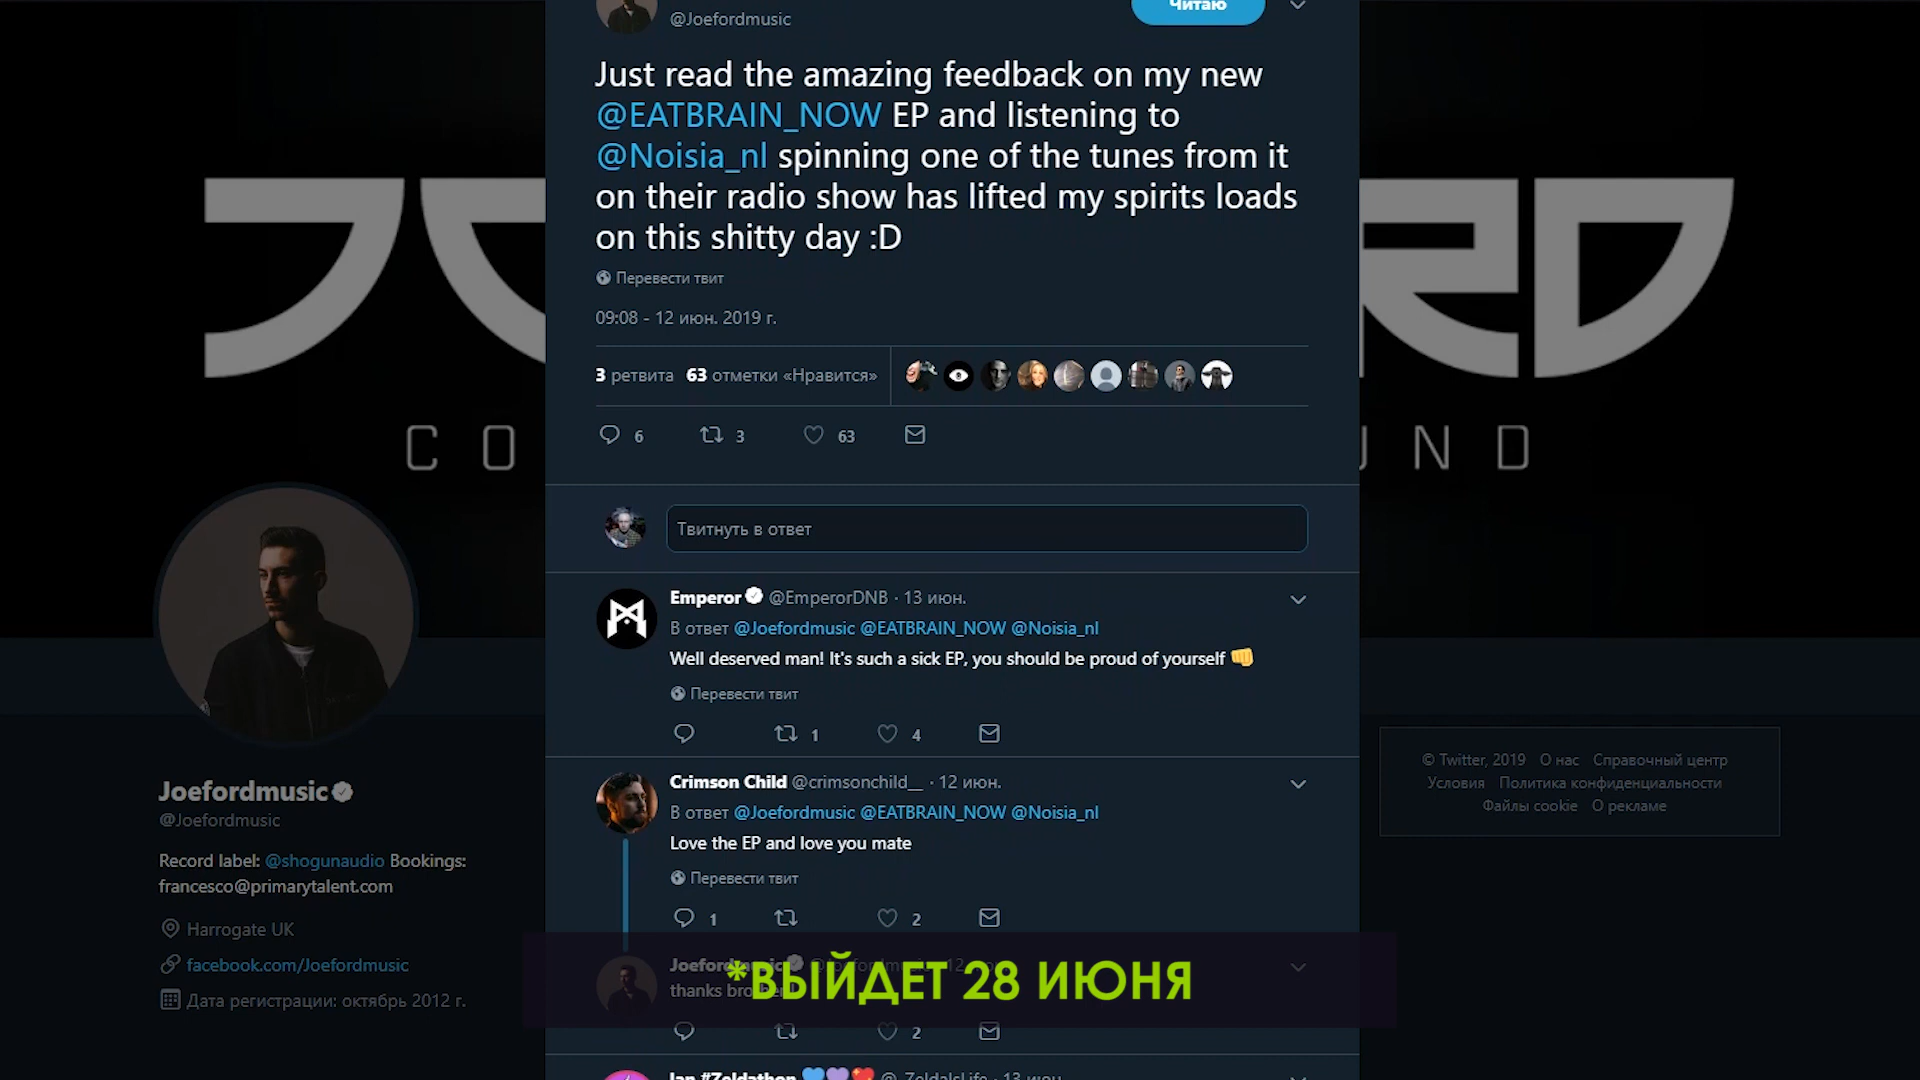 @Joefordmusic
Читаю
Just read the amazing feedback on my new
@EATBRAIN_NOW EP and listening to
@Noisia_nl spinning one of the tunes from it
on their radio show has lifted my spirits loads
on this shitty day :D
Перевести твит
09:08 - 12 июн. 2019 г.
3 ретвита 63 отметки «Нравится»
6 3 63
Твитнуть в ответ
Emperor @EmperorDNB · 13 июн.
В ответ @Joefordmusic @EATBRAIN_NOW @Noisia_nl
Well deserved man! It's such a sick EP, you should be proud of yourself 👊
Перевести твит
1 4
Crimson Child @crimsonchild__ · 12 июн.
В ответ @Joefordmusic @EATBRAIN_NOW @Noisia_nl
Love the EP and love you mate
Перевести твит
1 2
thanks
*ВЫЙДЕТ 28 ИЮНЯ
2
Ian #Zeldathon 💙💜❤️ @_ZeldaIsLife · 13 июн.
Joefordmusic
@Joefordmusic
Record label: @shogunaudio Bookings:
francesco@primarytalent.com
Harrogate UK
facebook.com/Joefordmusic
Дата регистрации: октябрь 2012 г.
© Twitter, 2019 О нас Справочный центр
Условия Политика конфиденциальности
Файлы cookie О рекламе